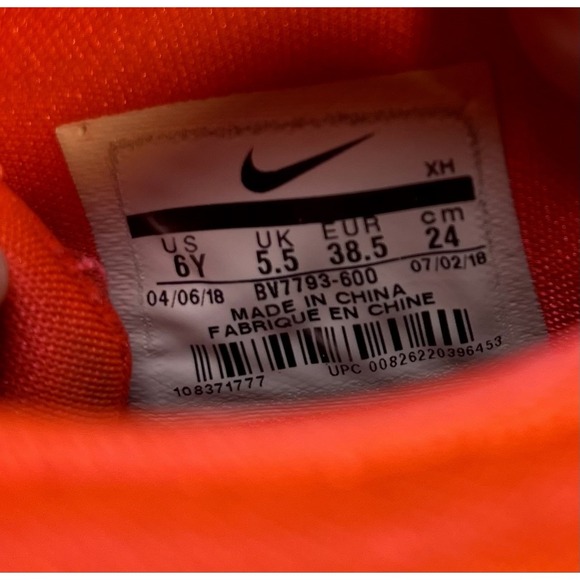 XH
US UK EUR cm
6Y 5.5 38.5 24
04/06/18 BV7793-600 07/02/18
MADE IN CHINA
FABRIQUE EN CHINE
108371777 UPC 00826220396453